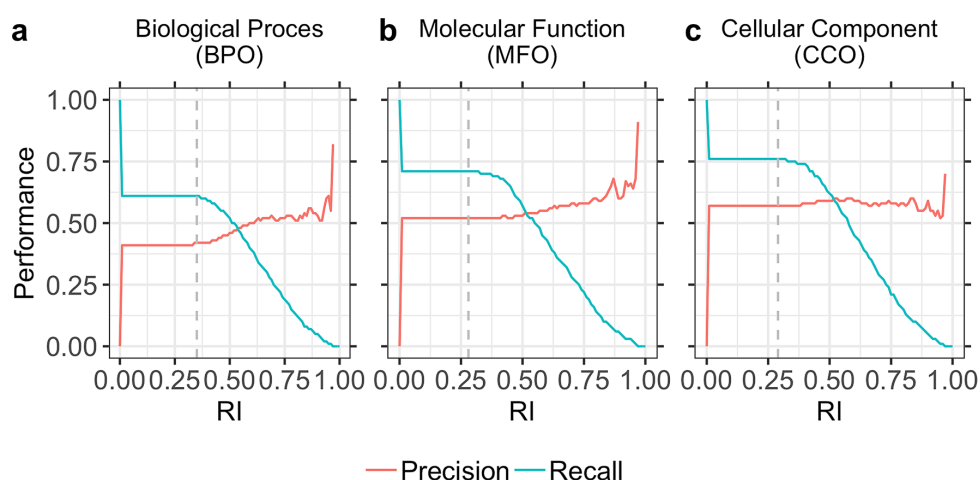 a
Biological Proces
(BPO)
b
Molecular Function
(MFO)
c
Cellular Component
(CCO)
Performance
1.00
0.75
0.50
0.25
0.00
0.00 0.25 0.50 0.75 1.00
RI
0.00 0.25 0.50 0.75 1.00
RI
0.00 0.25 0.50 0.75 1.00
RI
Precision Recall